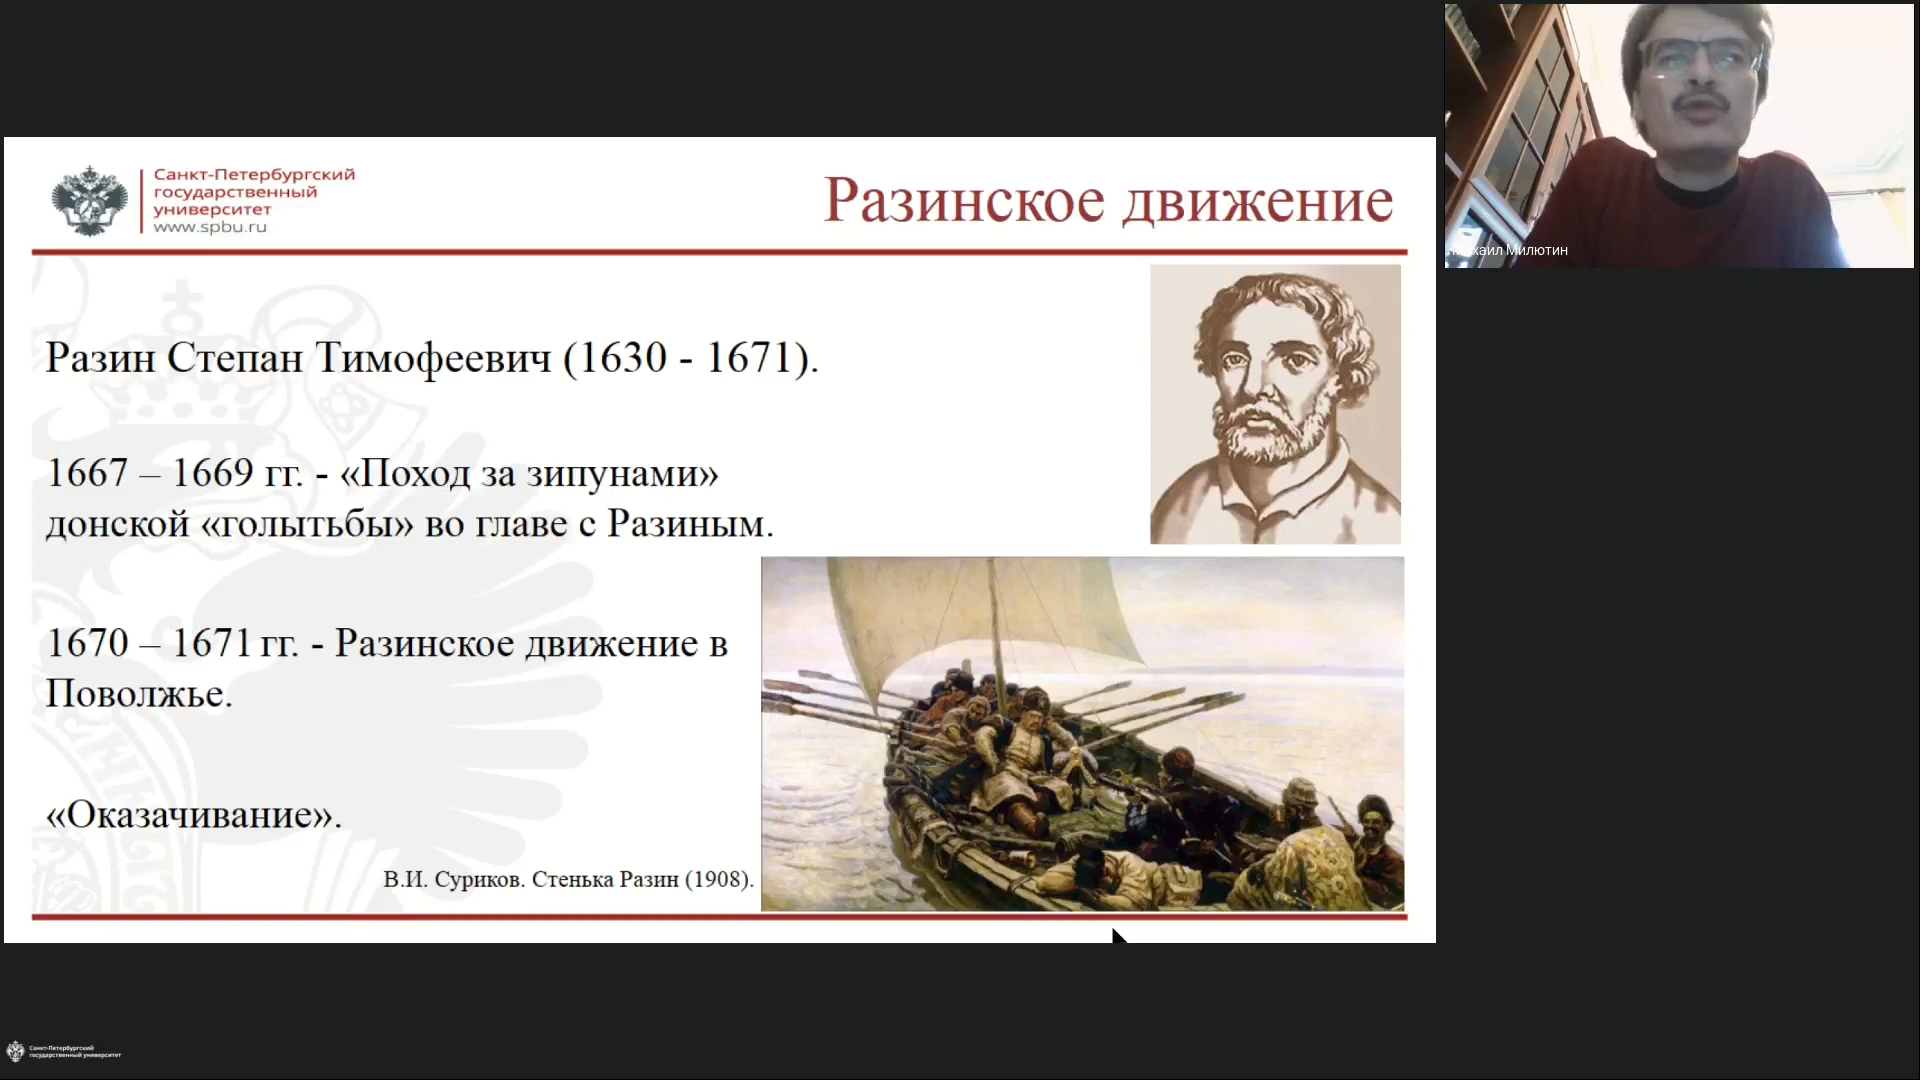 Санкт-Петербургский
государственный
университет
www.spbu.ru
Разинское движение
Разин Степан Тимофеевич (1630 - 1671).
1667 – 1669 гг. - «Поход за зипунами»
донской «голытьбы» во главе с Разиным.
1670 – 1671 гг. - Разинское движение в
Поволжье.
«Оказачивание».
В.И. Суриков. Стенька Разин (1908).
Милютин
Санкт-Петербургский
государственный университет